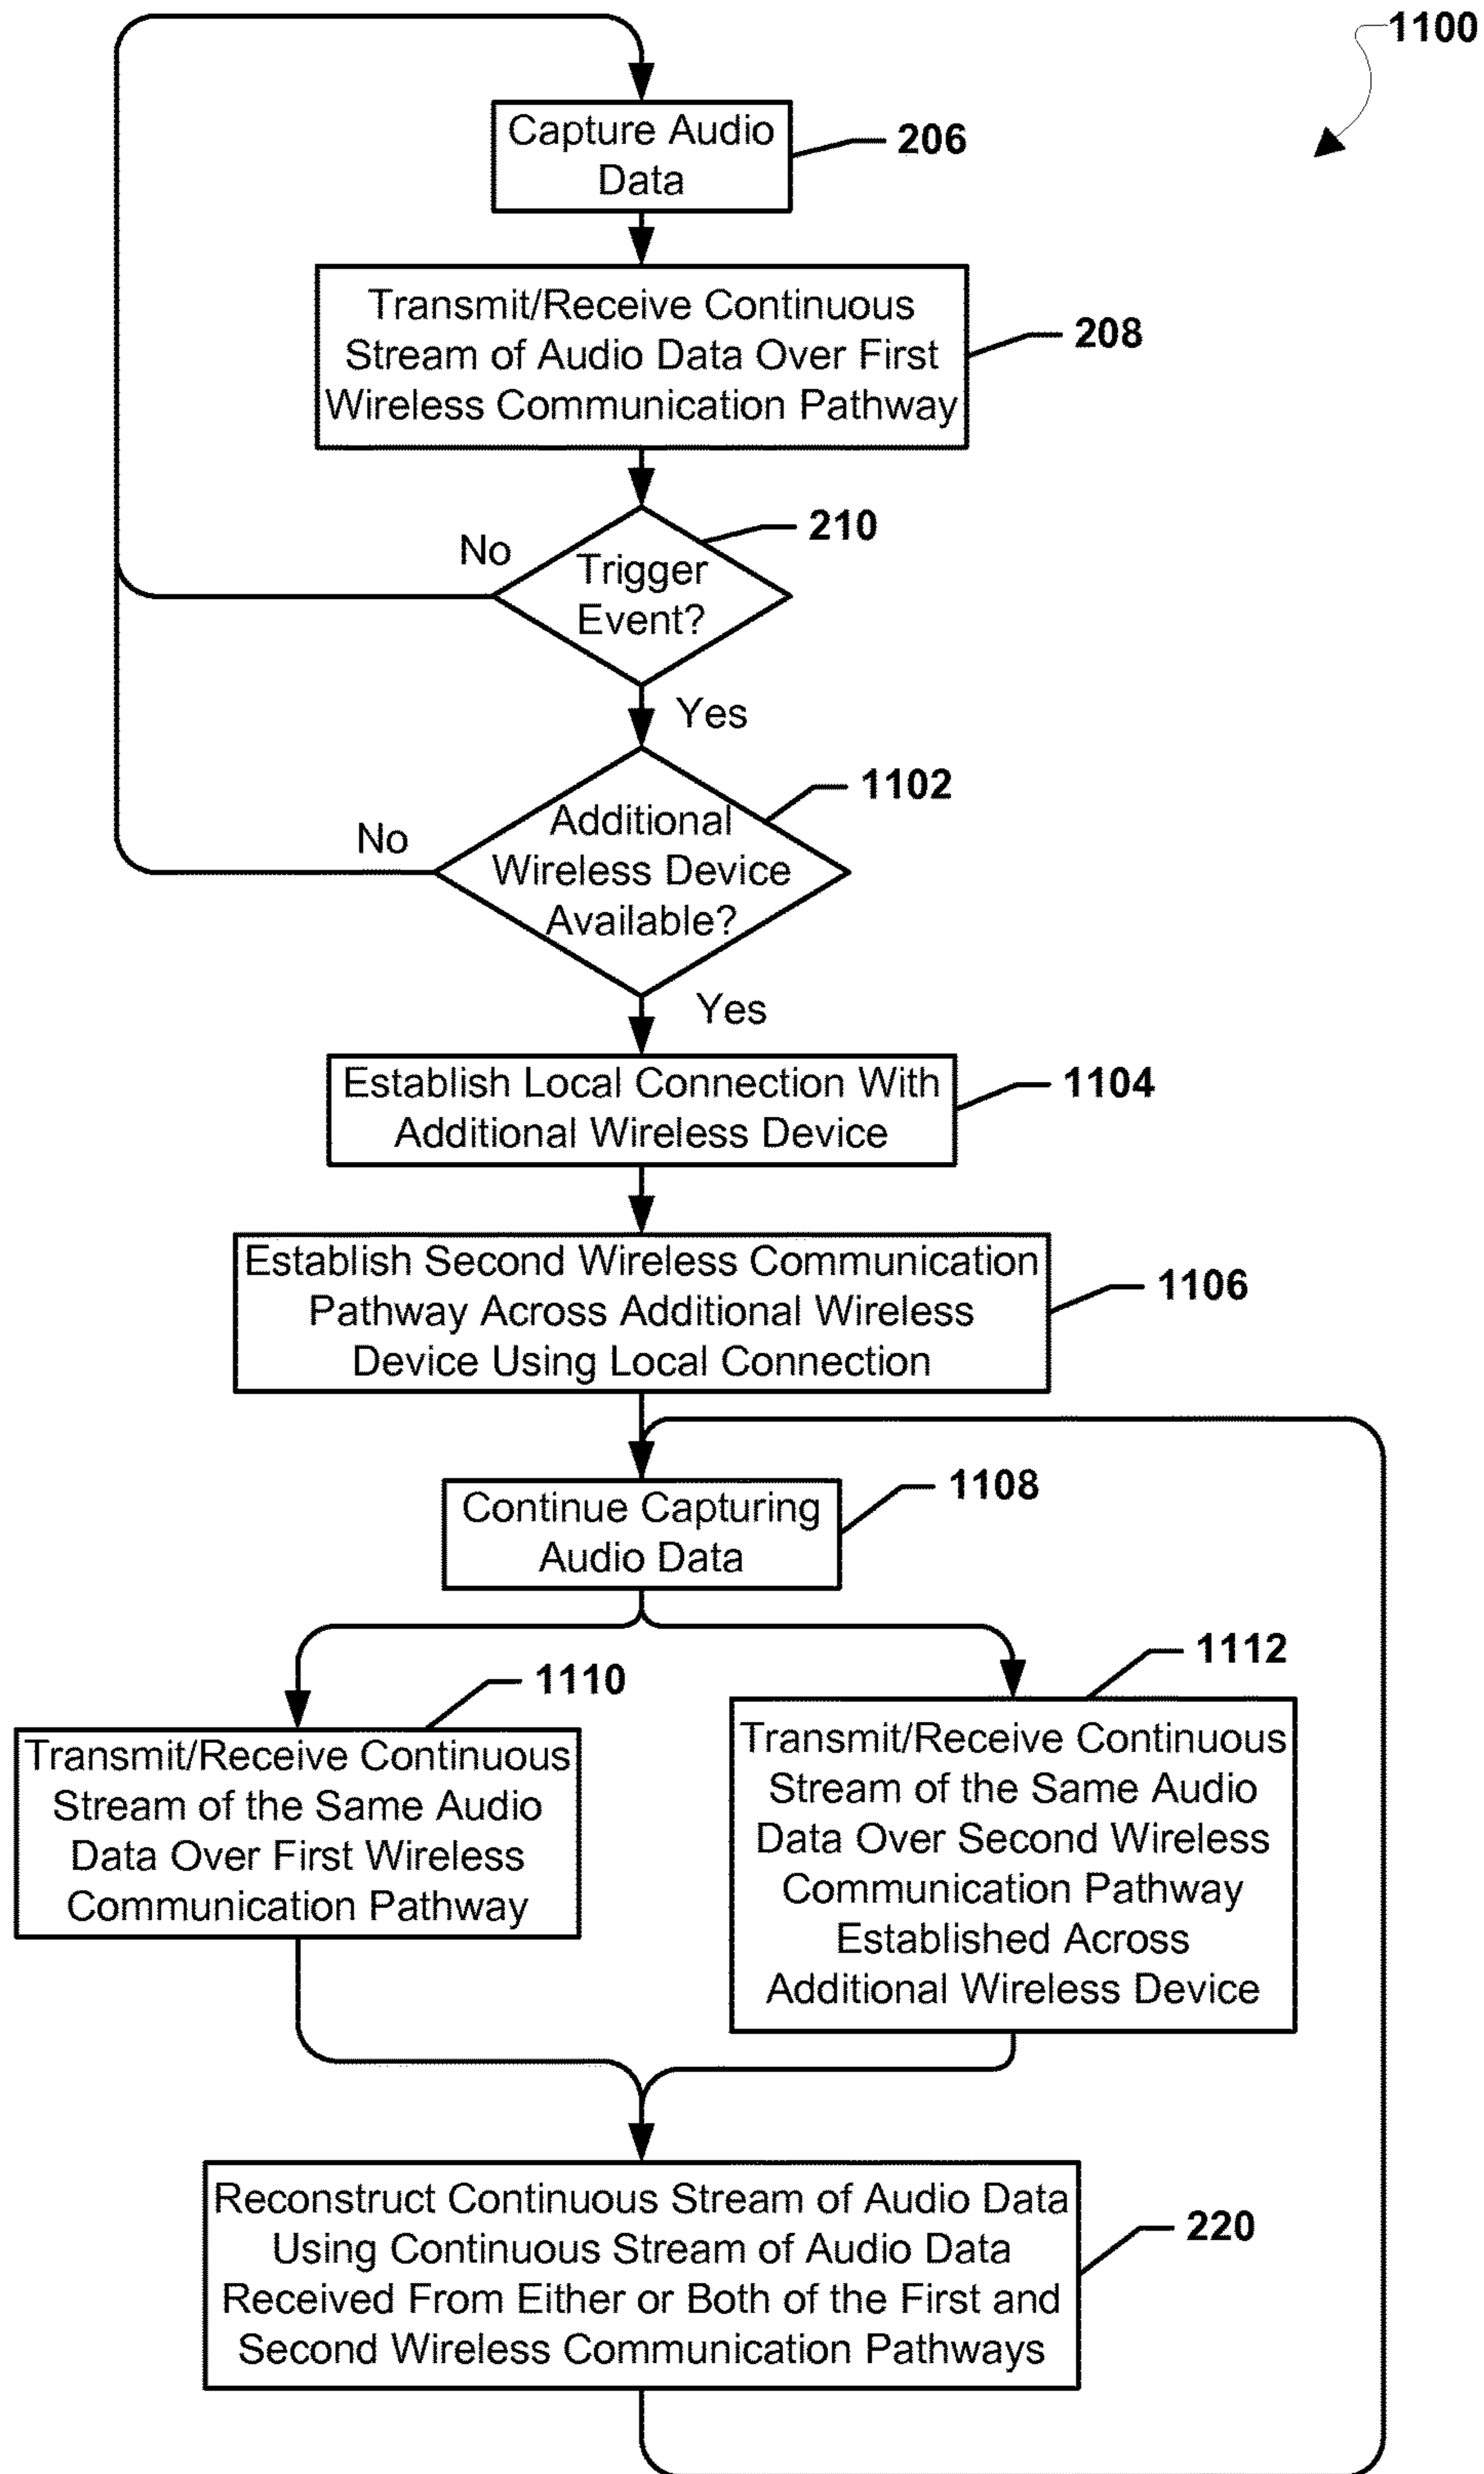 1100
Capture Audio
Data
206
Transmit/Receive Continuous
Stream of Audio Data Over First
Wireless Communication Pathway
208
Trigger
Event?
210
No
Yes
Additional
Wireless Device
Available?
1102
No
Yes
Establish Local Connection With
Additional Wireless Device
1104
Establish Second Wireless Communication
Pathway Across Additional Wireless
Device Using Local Connection
1106
Continue Capturing
Audio Data
1108
Transmit/Receive Continuous
Stream of the Same Audio
Data Over First Wireless
Communication Pathway
1110
Transmit/Receive Continuous
Stream of the Same Audio
Data Over Second Wireless
Communication Pathway
Established Across
Additional Wireless Device
1112
Reconstruct Continuous Stream of Audio Data
Using Continuous Stream of Audio Data
Received From Either or Both of the First and
Second Wireless Communication Pathways
220